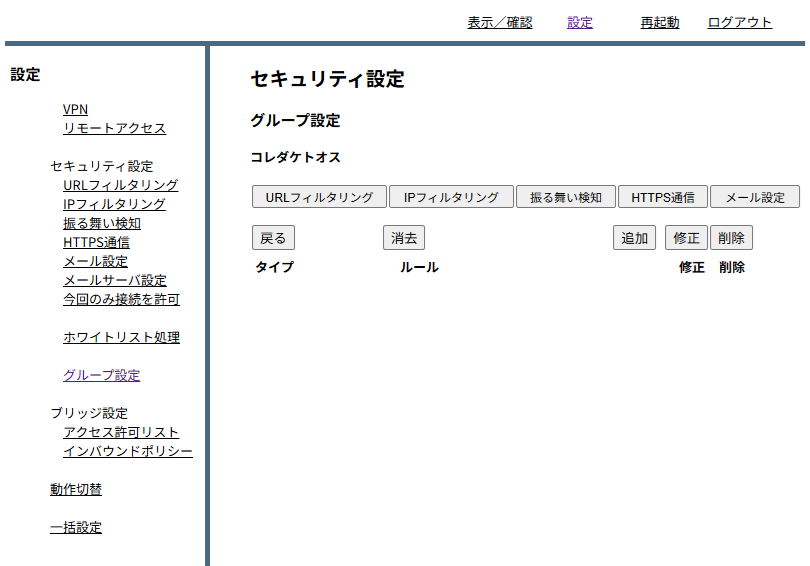 表示／確認 設定 再起動 ログアウト
設定
VPN
リモートアクセス
セキュリティ設定
URLフィルタリング
IPフィルタリング
振る舞い検知
HTTPS通信
メール設定
メールサーバ設定
今回のみ接続を許可
ホワイトリスト処理
グループ設定
ブリッジ設定
アクセス許可リスト
インバウンドポリシー
動作切替
一括設定
セキュリティ設定
グループ設定
コレダケトオス
URLフィルタリング IPフィルタリング 振る舞い検知 HTTPS通信 メール設定
戻る 消去 追加 修正 削除
タイプ ルール 修正 削除